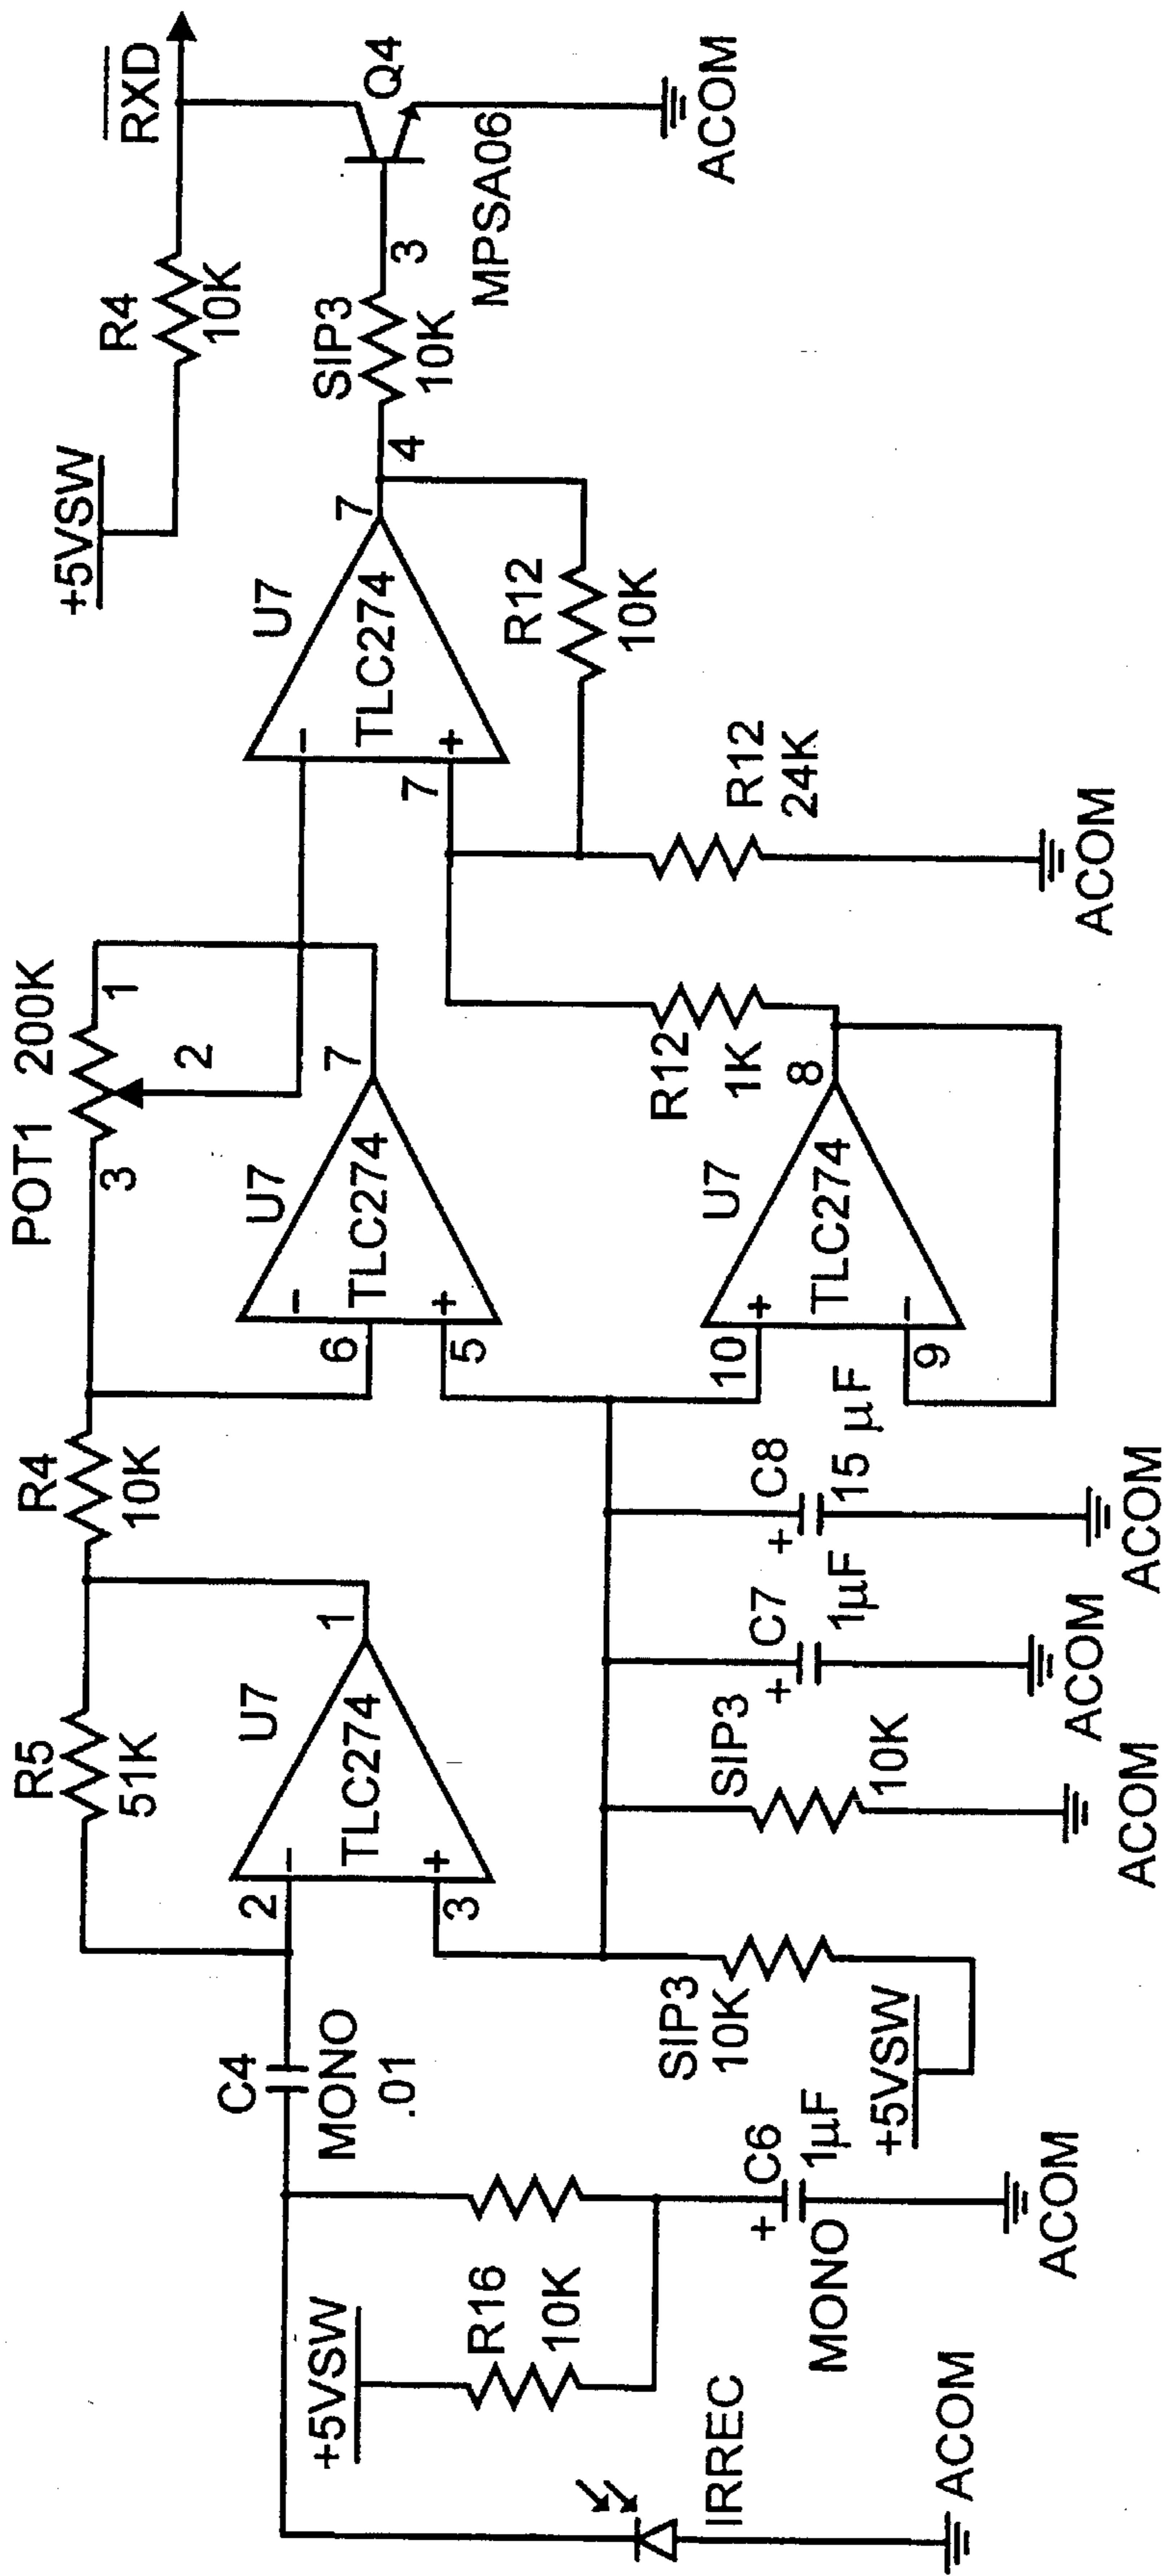 POT1 200K
3
2
1
R5
51K
R4
10K
+5VSW
R4
10K
RXD
C4
MONO
.01
2
3
U7
TLC274
−
+
1
6
5
U7
TLC274
−
+
7
U7
TLC274
−
+
7
7
4
SIP3
10K
3
Q4
MPSA06
ACOM
R12
10K
R12
24K
ACOM
R12
1K
U7
TLC274
+
−
10
9
8
+5VSW
R16
10K
IRREC
ACOM
+
C6
1µF
MONO
ACOM
SIP3
10K
+5VSW
SIP3
10K
ACOM
+
C7
1µF
ACOM
+
C8
15 µF
ACOM